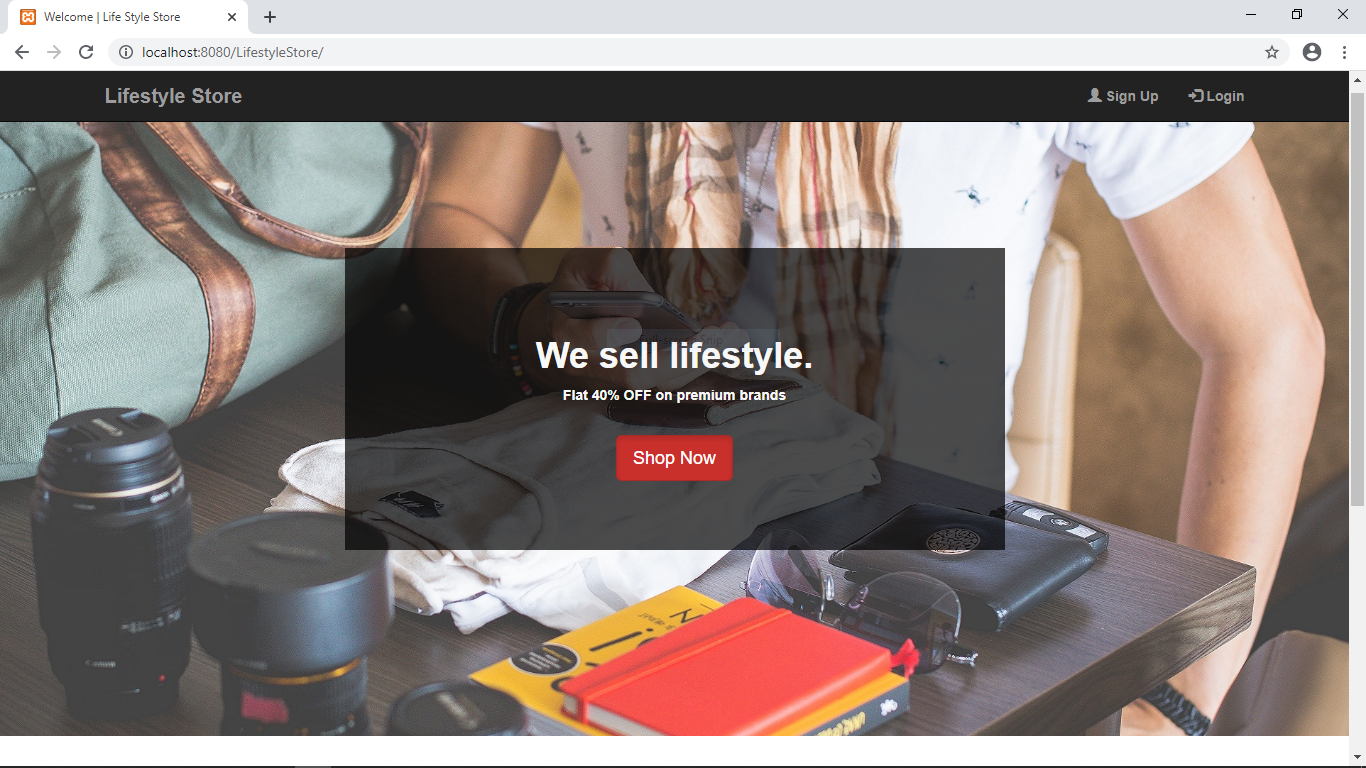 Welcome | Life Style Store
localhost:8080/LifestyleStore/
Lifestyle Store
Sign Up
Login
We sell lifestyle.
Flat 40% OFF on premium brands
Shop Now